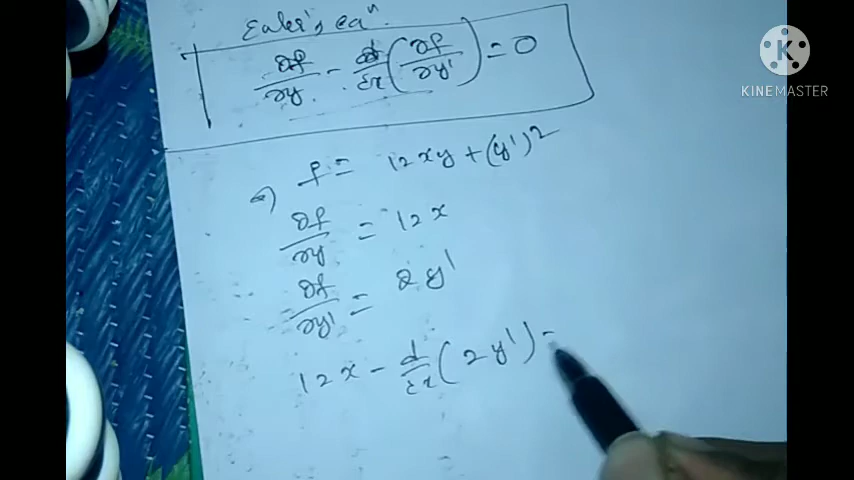 Euler's eqⁿ.
∂f/∂y - d/dx(∂f/∂y') = 0
KINEMASTER
a) f = 12xy + (y')²
∂f/∂y = 12x
∂f/∂y' = 2y'
12x - d/dx(2y') =